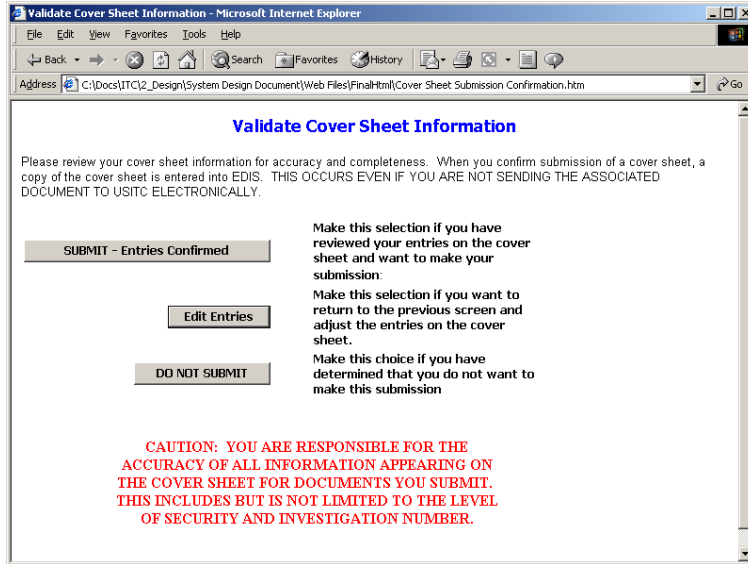 Validate Cover Sheet Information - Microsoft Internet Explorer
File Edit View Favorites Tools Help
Back Search Favorites History
Address C:\Docs\ITC\2_Design\System Design Document\Web Files\FinalHtml\Cover Sheet Submission Confirmation.htm Go
Validate Cover Sheet Information
Please review your cover sheet information for accuracy and completeness. When you confirm submission of a cover sheet, a
copy of the cover sheet is entered into EDIS. THIS OCCURS EVEN IF YOU ARE NOT SENDING THE ASSOCIATED
DOCUMENT TO USITC ELECTRONICALLY.
SUBMIT - Entries Confirmed
Make this selection if you have
reviewed your entries on the cover
sheet and want to make your
submission:
Edit Entries
Make this selection if you want to
return to the previous screen and
adjust the entries on the cover
sheet.
DO NOT SUBMIT
Make this choice if you have
determined that you do not want to
make this submission
CAUTION: YOU ARE RESPONSIBLE FOR THE
ACCURACY OF ALL INFORMATION APPEARING ON
THE COVER SHEET FOR DOCUMENTS YOU SUBMIT.
THIS INCLUDES BUT IS NOT LIMITED TO THE LEVEL
OF SECURITY AND INVESTIGATION NUMBER.